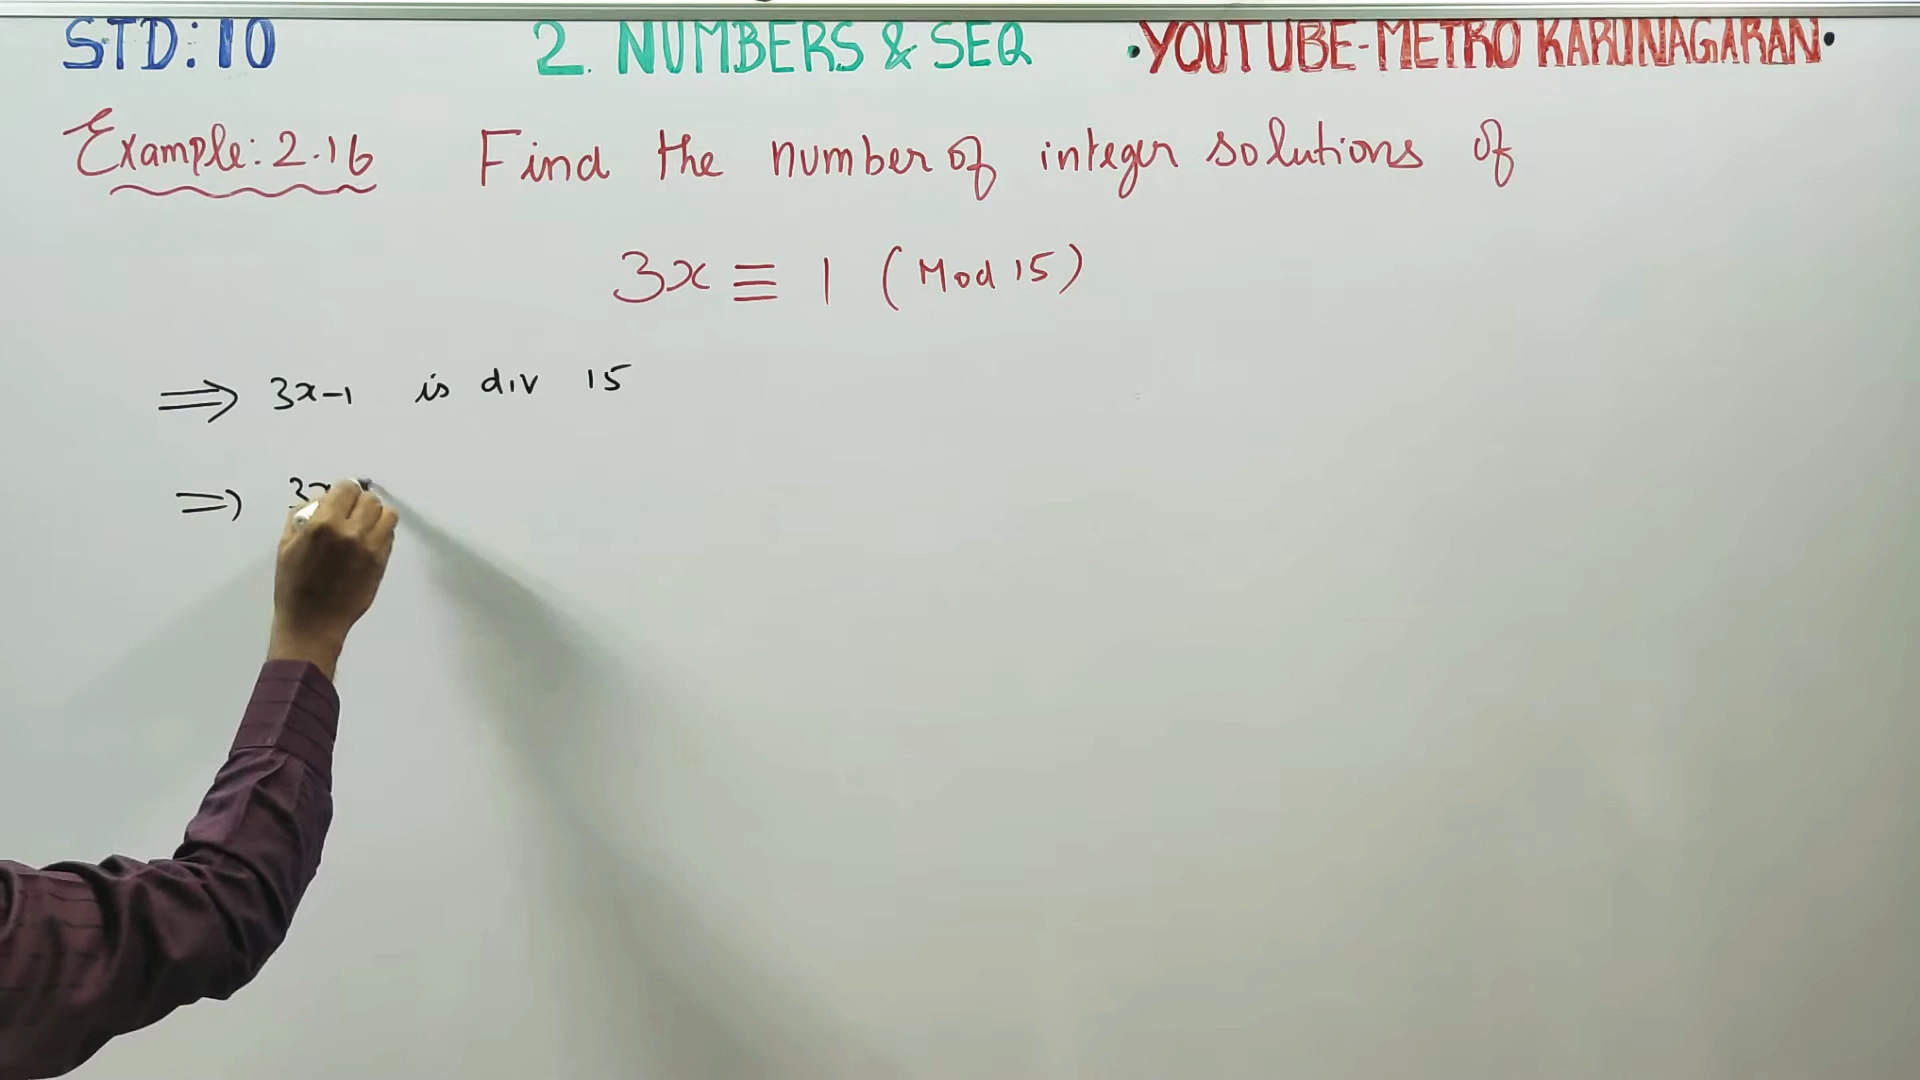 STD: 10 2. NUMBERS & SEQ •YOUTUBE-METRO KARUNAGARAN•
Example: 2.16 Find the number of integer solutions of
3x ≡ 1 (Mod 15)
⇒ 3x-1 is div 15
⇒ 3x